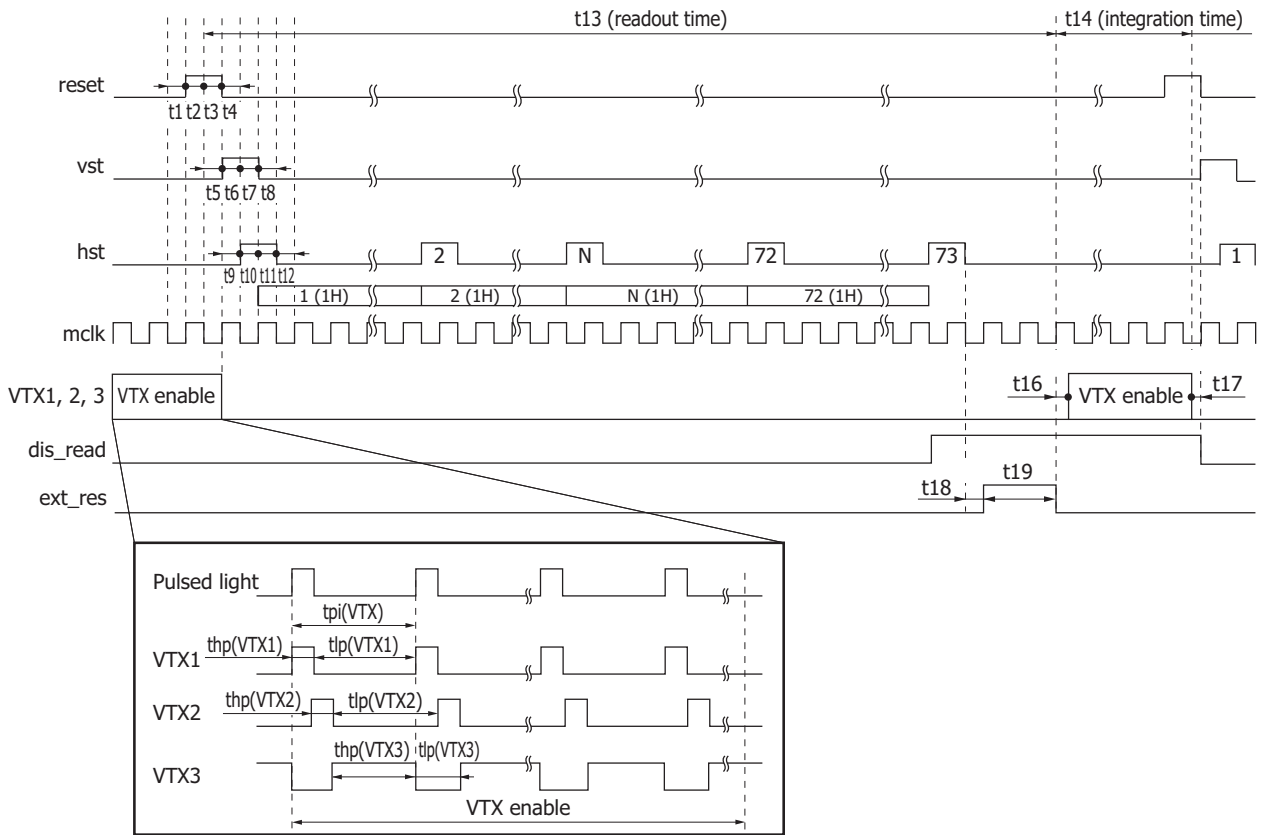 t13 (readout time) t14 (integration time)
reset
t1 t2 t3 t4
vst
t5 t6 t7 t8
hst 2 N 72 73 1
t9 t10 t11 t12
1 (1H) 2 (1H) N (1H) 72 (1H)
mclk
VTX1, 2, 3 VTX enable t16 VTX enable t17
dis_read
ext_res t18 t19
Pulsed light
tpi(VTX)
VTX1 thp(VTX1) tlp(VTX1)
VTX2 thp(VTX2) tlp(VTX2)
VTX3 thp(VTX3) tlp(VTX3)
VTX enable